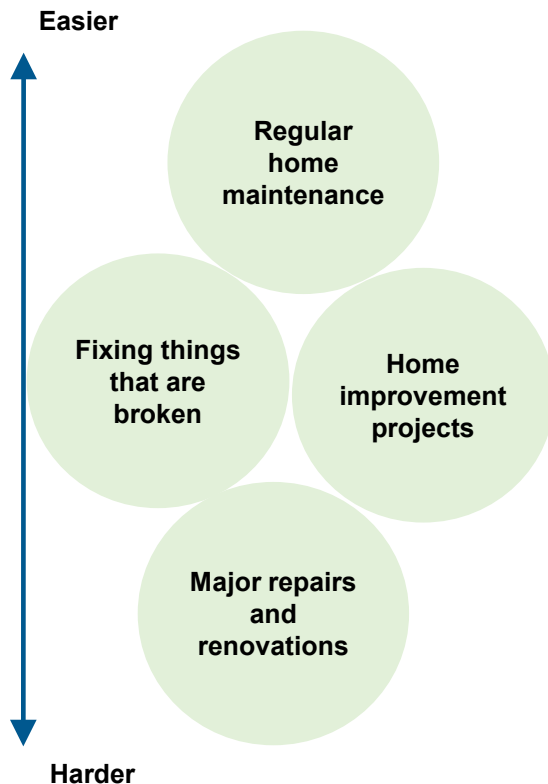 Easier
Regular
home
maintenance
Fixing things
that are
broken
Home
improvement
projects
Major repairs
and
renovations
Harder